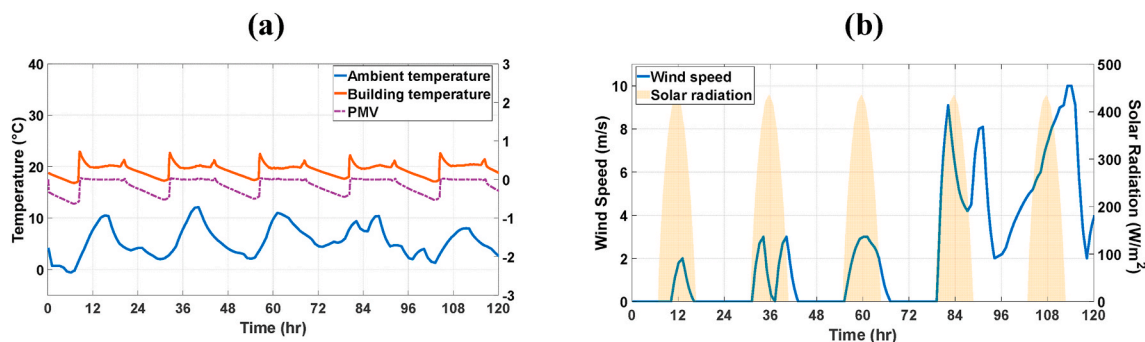 (a)
40
30
20
10
0
-5
3
2
1
0
-1
-2
-3
Temperature (°C)
Ambient temperature
Building temperature
PMV
0 12 24 36 48 60 72 84 96 108 120
Time (hr)
(b)
10
8
6
4
2
0
500
400
300
200
100
0
Wind Speed (m/s)
Solar Radiation (W/m²)
Wind speed
Solar radiation
0 12 24 36 48 60 72 84 96 108 120
Time (hr)